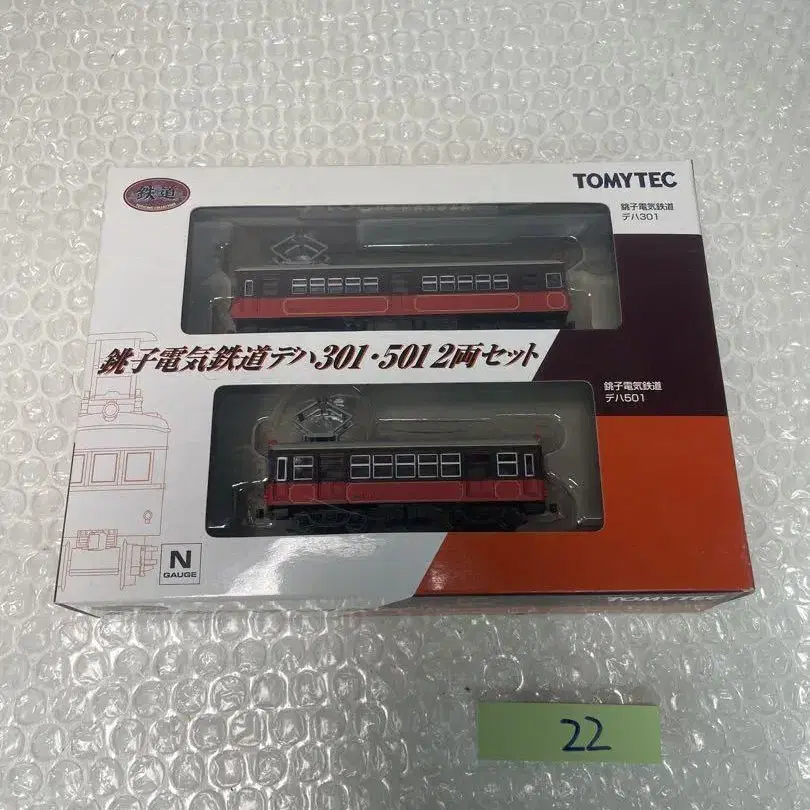 鉄道
TOMYTEC
銚子電気鉄道
デハ301
銚子電気鉄道デハ301・501 2両セット
銚子電気鉄道
デハ501
N
GAUGE
TOMYTEC
22